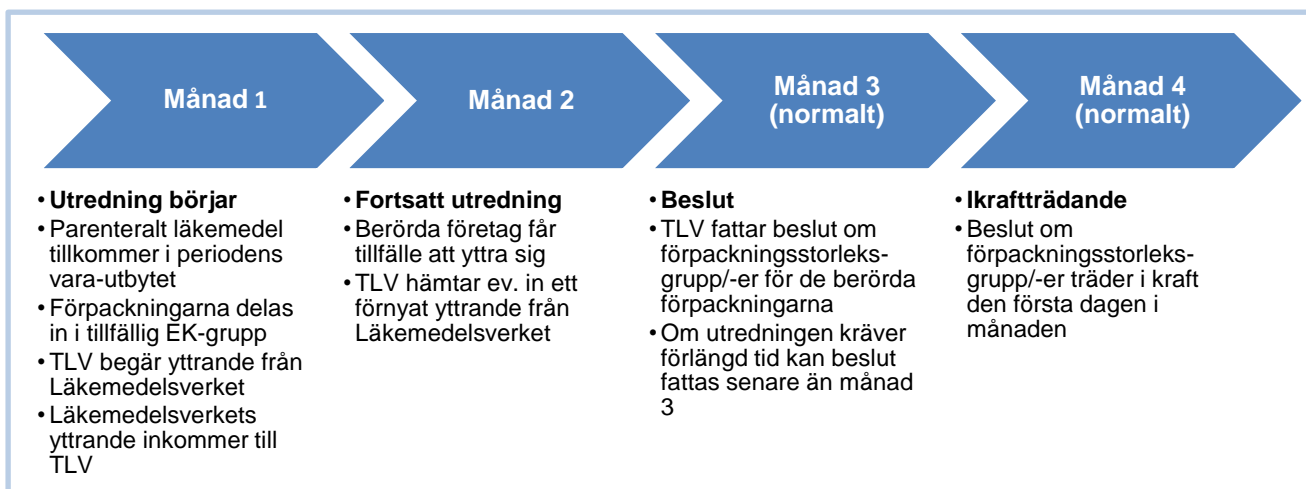 Månad 1
Månad 2
Månad 3
(normalt)
Månad 4
(normalt)
• Utredning börjar
• Parenteralt läkemedel
tillkommer i periodens
vara-utbytet
• Förpackningarna delas
in i tillfällig EK-grupp
• TLV begär yttrande från
Läkemedelsverket
• Läkemedelsverkets
yttrande inkommer till
TLV
• Fortsatt utredning
• Berörda företag får
tillfälle att yttra sig
• TLV hämtar ev. in ett
förnyat yttrande från
Läkemedelsverket
• Beslut
• TLV fattar beslut om
förpackningsstorleks-
grupp/-er för de berörda
förpackningarna
• Om utredningen kräver
förlängd tid kan beslut
fattas senare än månad
3
• Ikraftträdande
• Beslut om
förpackningsstorleks-
grupp/-er träder i kraft
den första dagen i
månaden